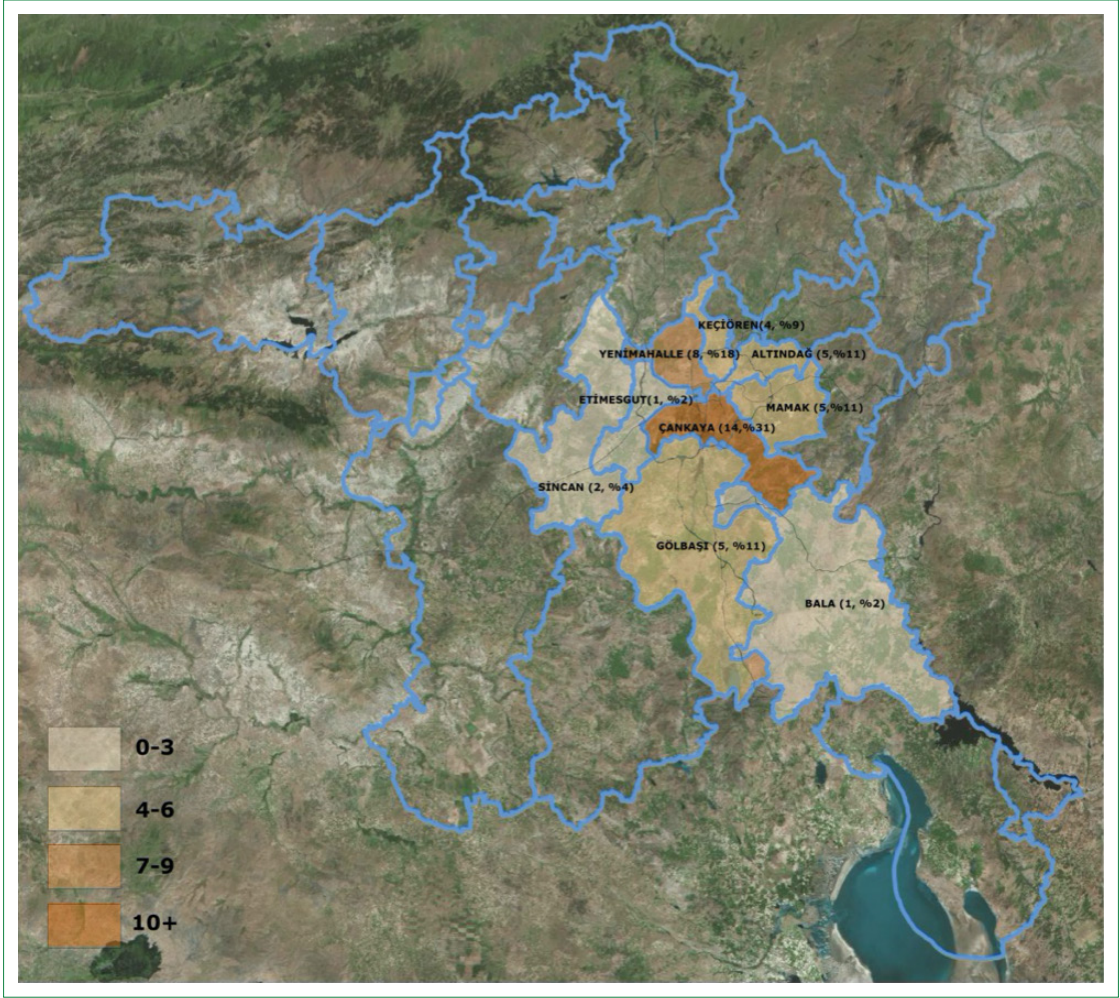 KEÇİÖREN(4, %9)
YENİMAHALLE (8, %18)
ALTINDAĞ (5,%11)
ETİMESGUT(1, %2)
MAMAK (5,%11)
ÇANKAYA (14,%31)
SİNCAN (2, %4)
GÖLBAŞI (5, %11)
BALA (1, %2)
0-3
4-6
7-9
10+